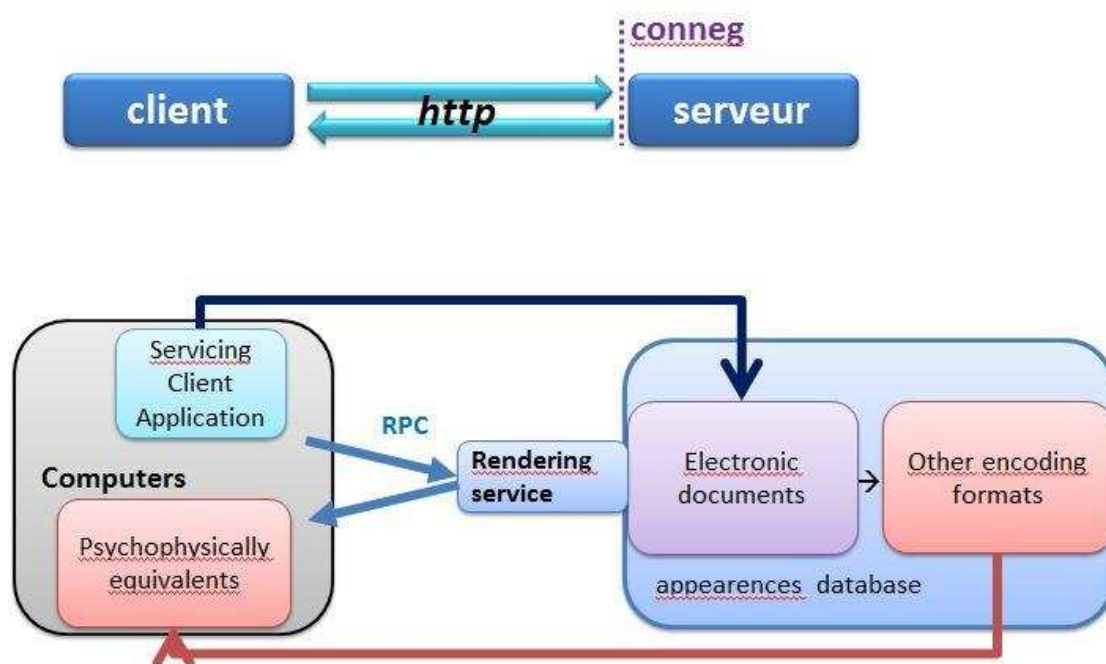 conneg
client
http
serveur
Servicing
Client
Application
RPC
Computers
Rendering
service
Psychophysically
equivalents
Electronic
documents
Other encoding
formats
appearences database